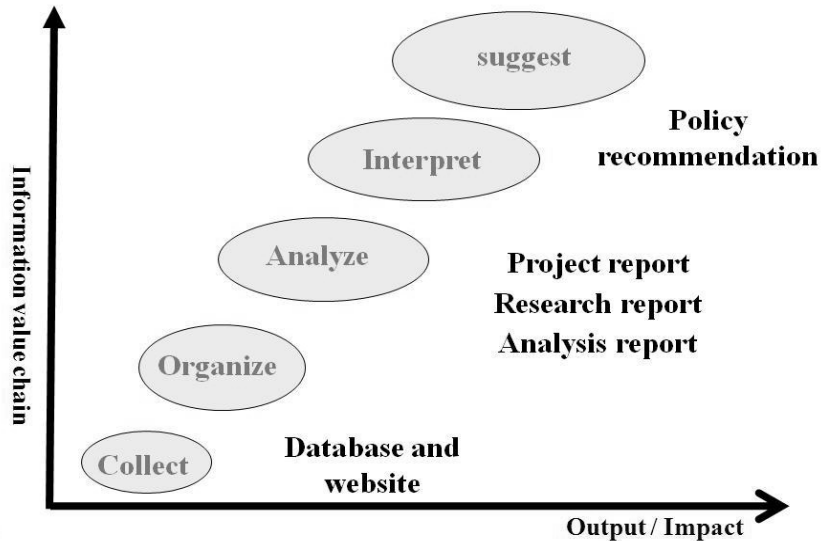 suggest
Policy
recommendation
Interpret
Information value chain
Analyze
Project report
Research report
Analysis report
Organize
Database and
website
Collect
Output / Impact